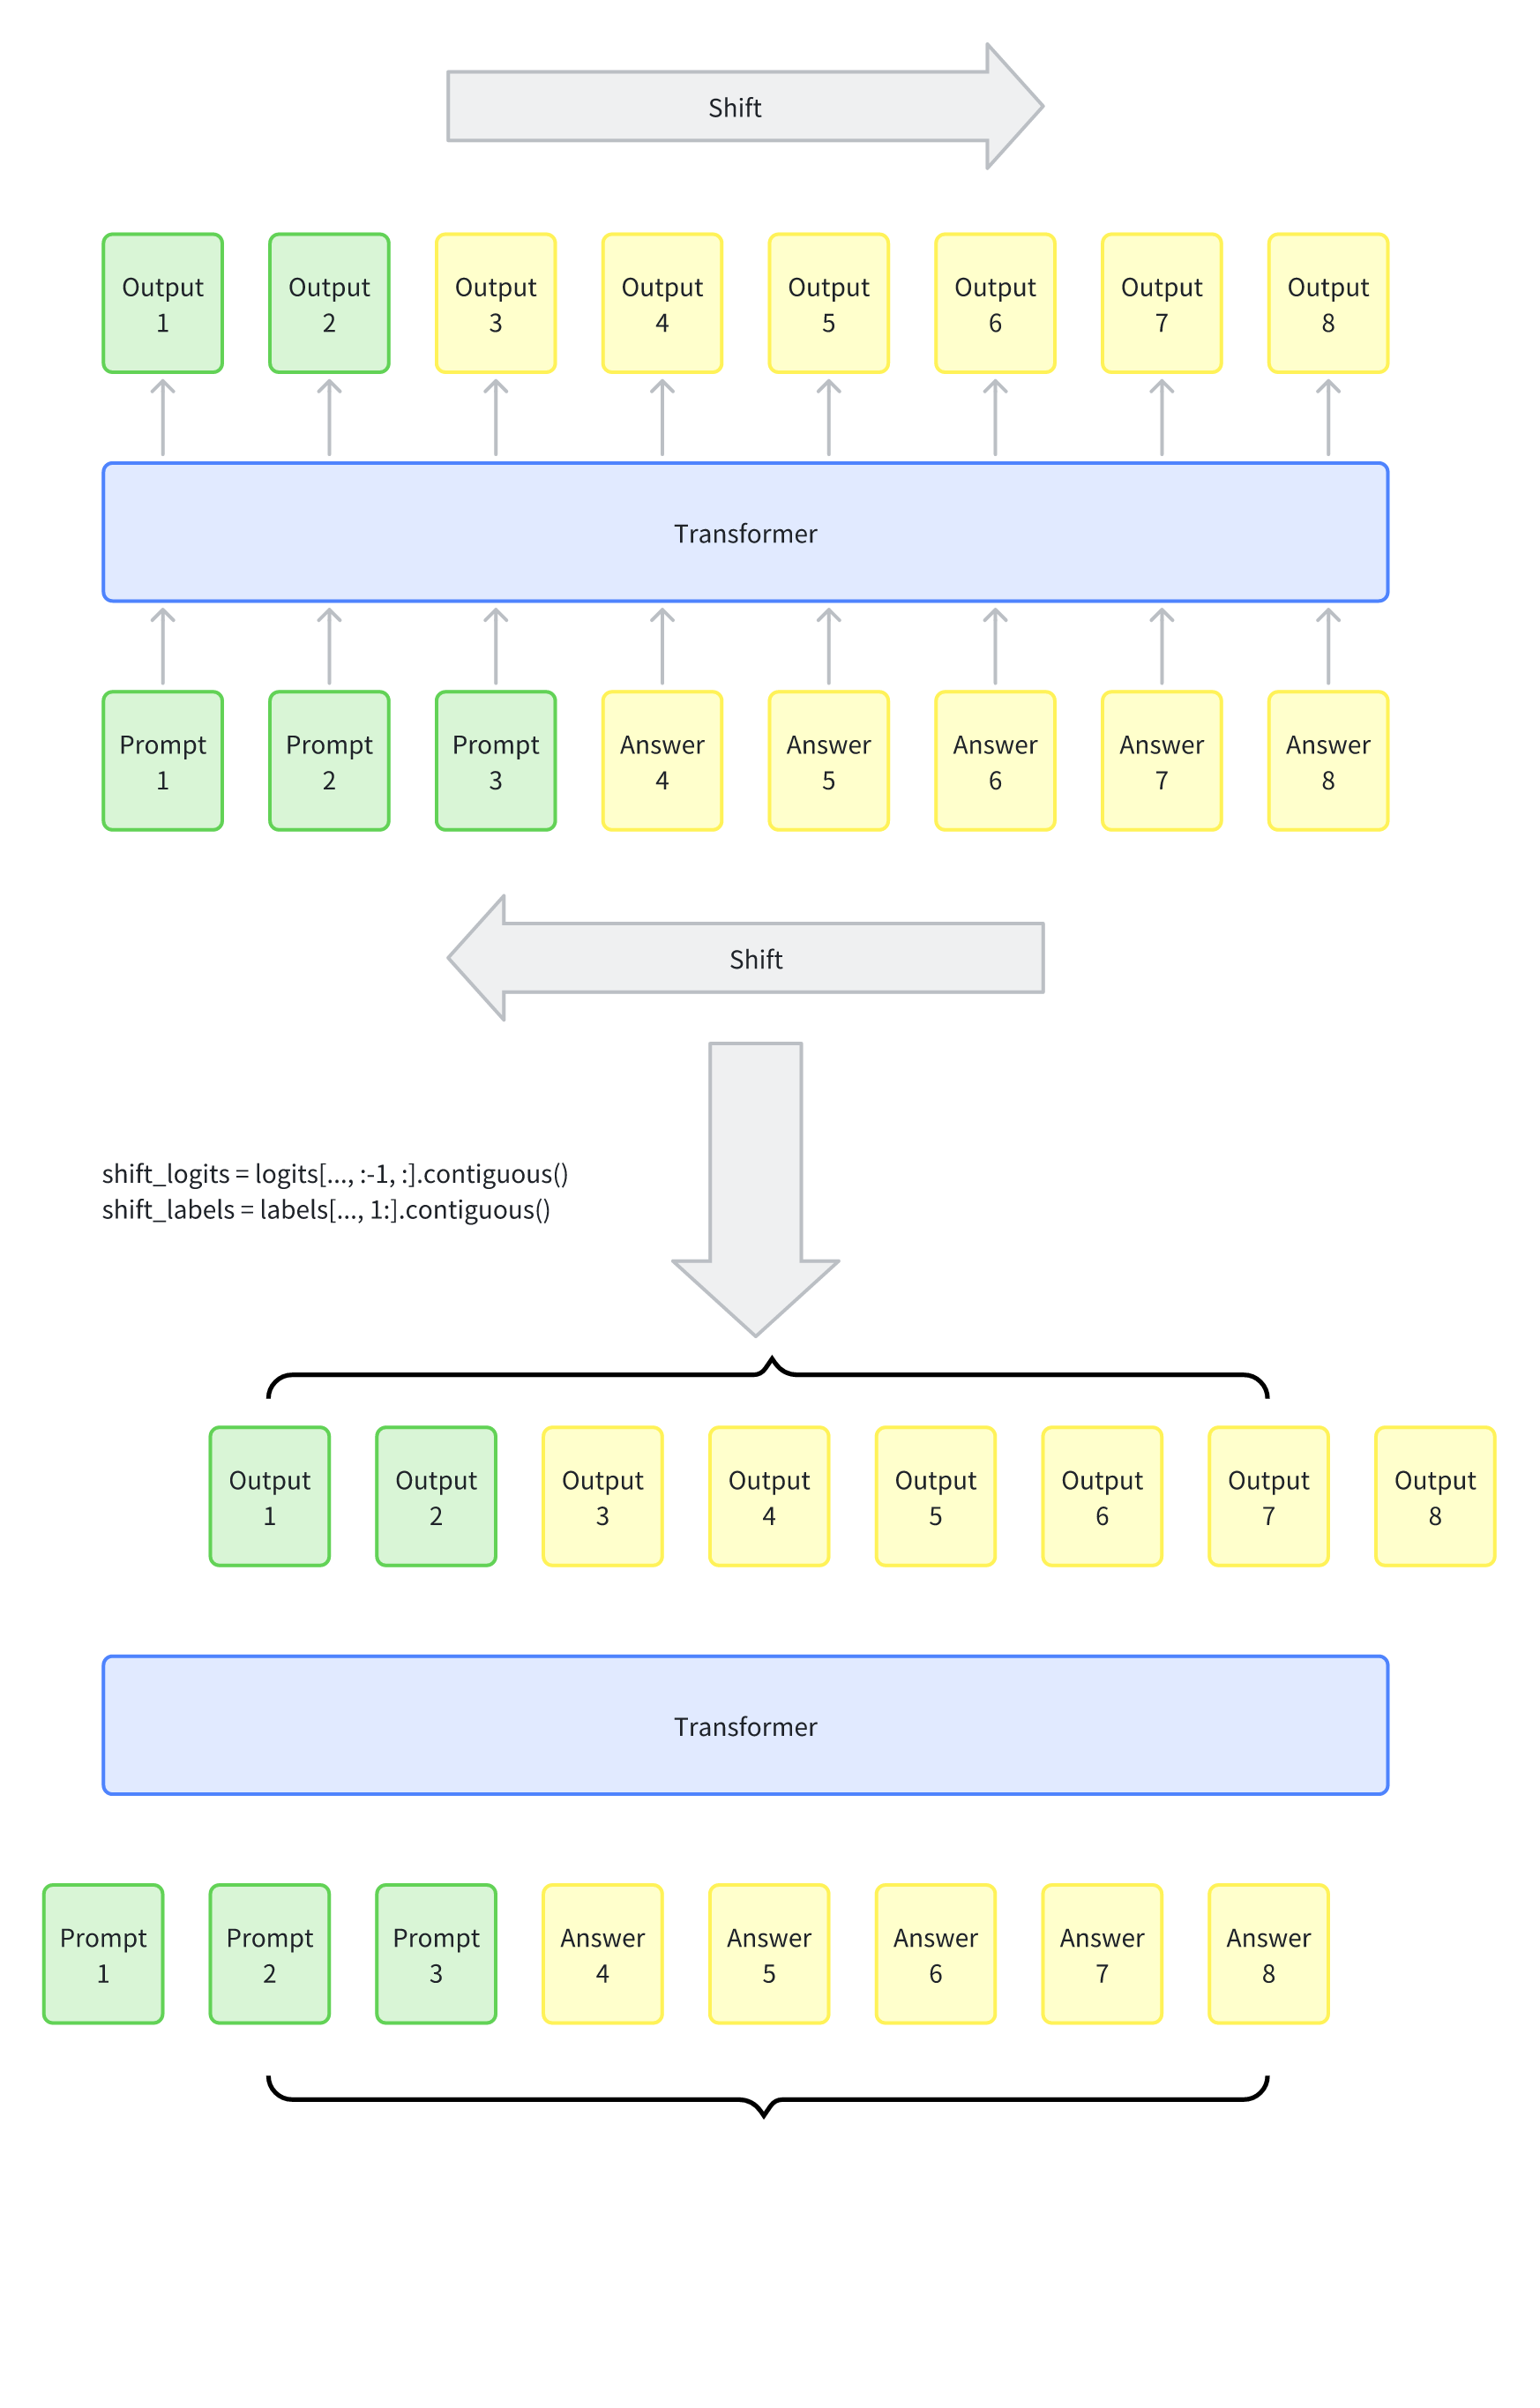 Shift
Output
1
Output
2
Output
3
Output
4
Output
5
Output
6
Output
7
Output
8
Transformer
Prompt
1
Prompt
2
Prompt
3
Answer
4
Answer
5
Answer
6
Answer
7
Answer
8
Shift
shift_logits = logits[..., :-1, :].contiguous()
shift_labels = labels[..., 1:].contiguous()
Output
1
Output
2
Output
3
Output
4
Output
5
Output
6
Output
7
Output
8
Transformer
Prompt
1
Prompt
2
Prompt
3
Answer
4
Answer
5
Answer
6
Answer
7
Answer
8